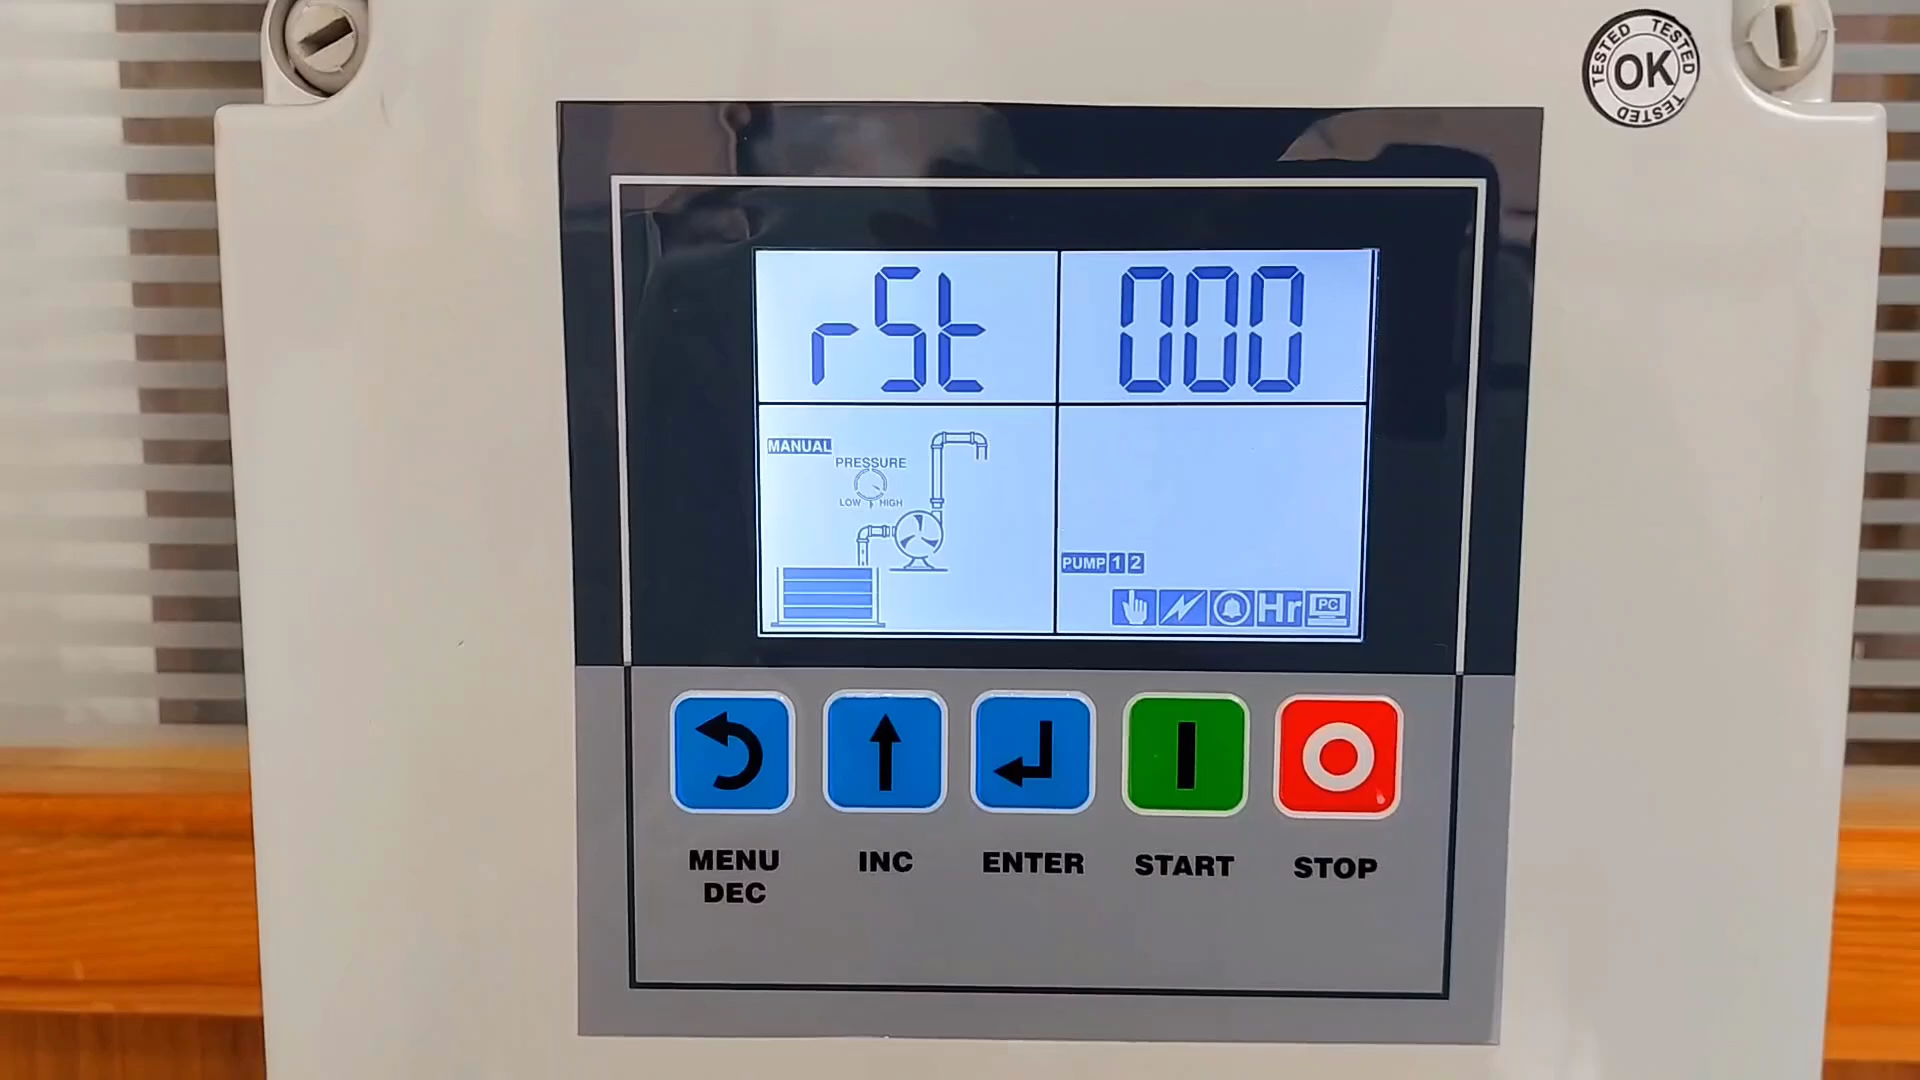 TESTED TESTED TESTED
OK
rSt 000
MANUAL
PRESSURE
LOW HIGH
PUMP 1 2
Hr PC
MENU DEC
INC
ENTER
START
STOP